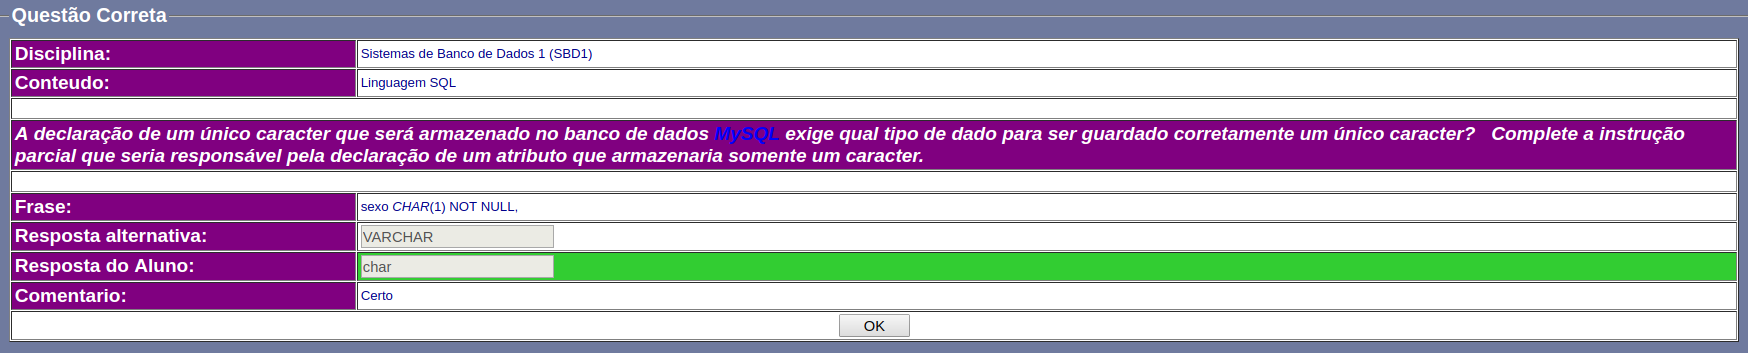 Questão Correta
Disciplina: Sistemas de Banco de Dados 1 (SBD1)
Conteudo: Linguagem SQL
A declaração de um único caracter que será armazenado no banco de dados MySQL exige qual tipo de dado para ser guardado corretamente um único caracter? Complete a instrução
parcial que seria responsável pela declaração de um atributo que armazenaria somente um caracter.
Frase: sexo CHAR(1) NOT NULL,
Resposta alternativa: VARCHAR
Resposta do Aluno: char
Comentario: Certo
OK